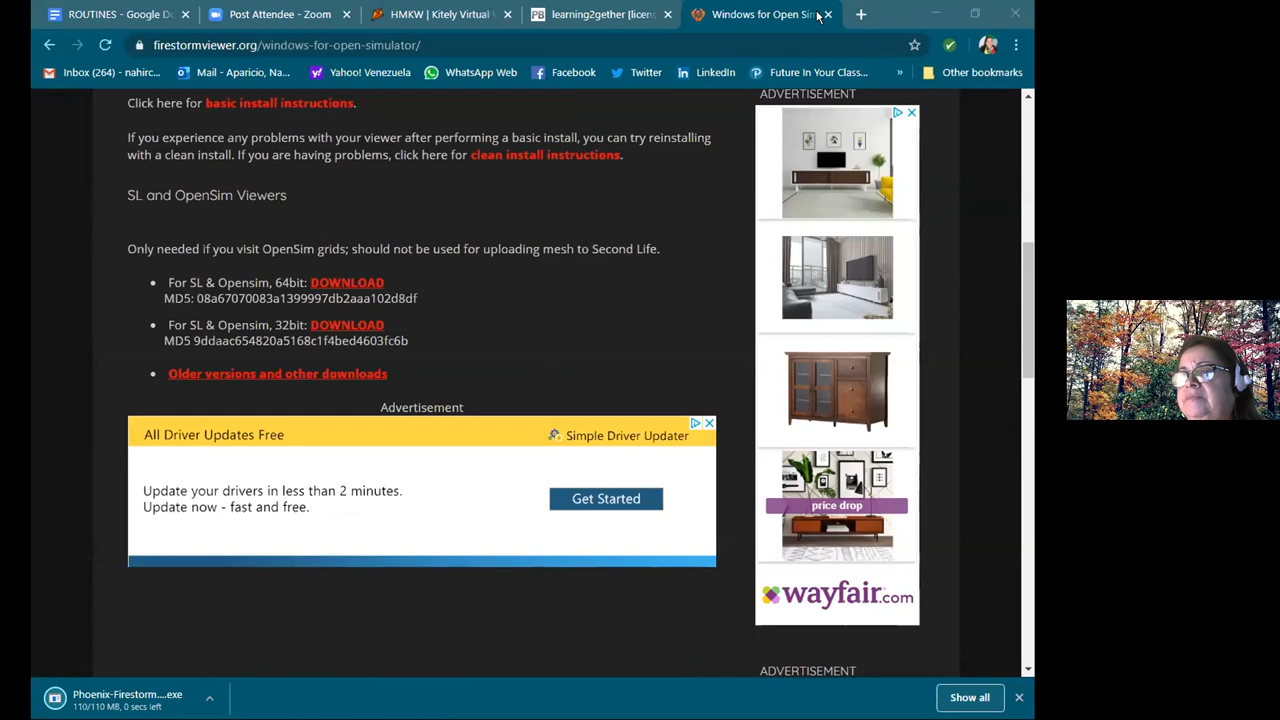 ROUTINES - Google D
Post Attendee - Zoom
HMKW | Kitely Virtual
PB learning2gether [licens
Windows for Open Sim
firestormviewer.org/windows-for-open-simulator/
Inbox (264) - nahirc...
Mail - Aparicio, Na...
Yahoo! Venezuela
WhatsApp Web
Facebook
Twitter
LinkedIn
Future In Your Class...
»
Other bookmarks
Click here for basic install instructions.
If you experience any problems with your viewer after performing a basic install, you can try reinstalling
with a clean install. If you are having problems, click here for clean install instructions.
SL and OpenSim Viewers
Only needed if you visit OpenSim grids; should not be used for uploading mesh to Second Life.
• For SL & Opensim, 64bit: DOWNLOAD
MD5: 08a67070083a1399997db2aaa102d8df
• For SL & Opensim, 32bit: DOWNLOAD
MD5 9ddaac654820a5168c1f4bed4603fc6b
• Older versions and other downloads
Advertisement
All Driver Updates Free
Simple Driver Updater
Update your drivers in less than 2 minutes.
Update now - fast and free.
Get Started
ADVERTISEMENT
price drop
wayfair.com
ADVERTISEMENT
Phoenix-Firestorm....exe
110/110 MB, 0 secs left
Show all